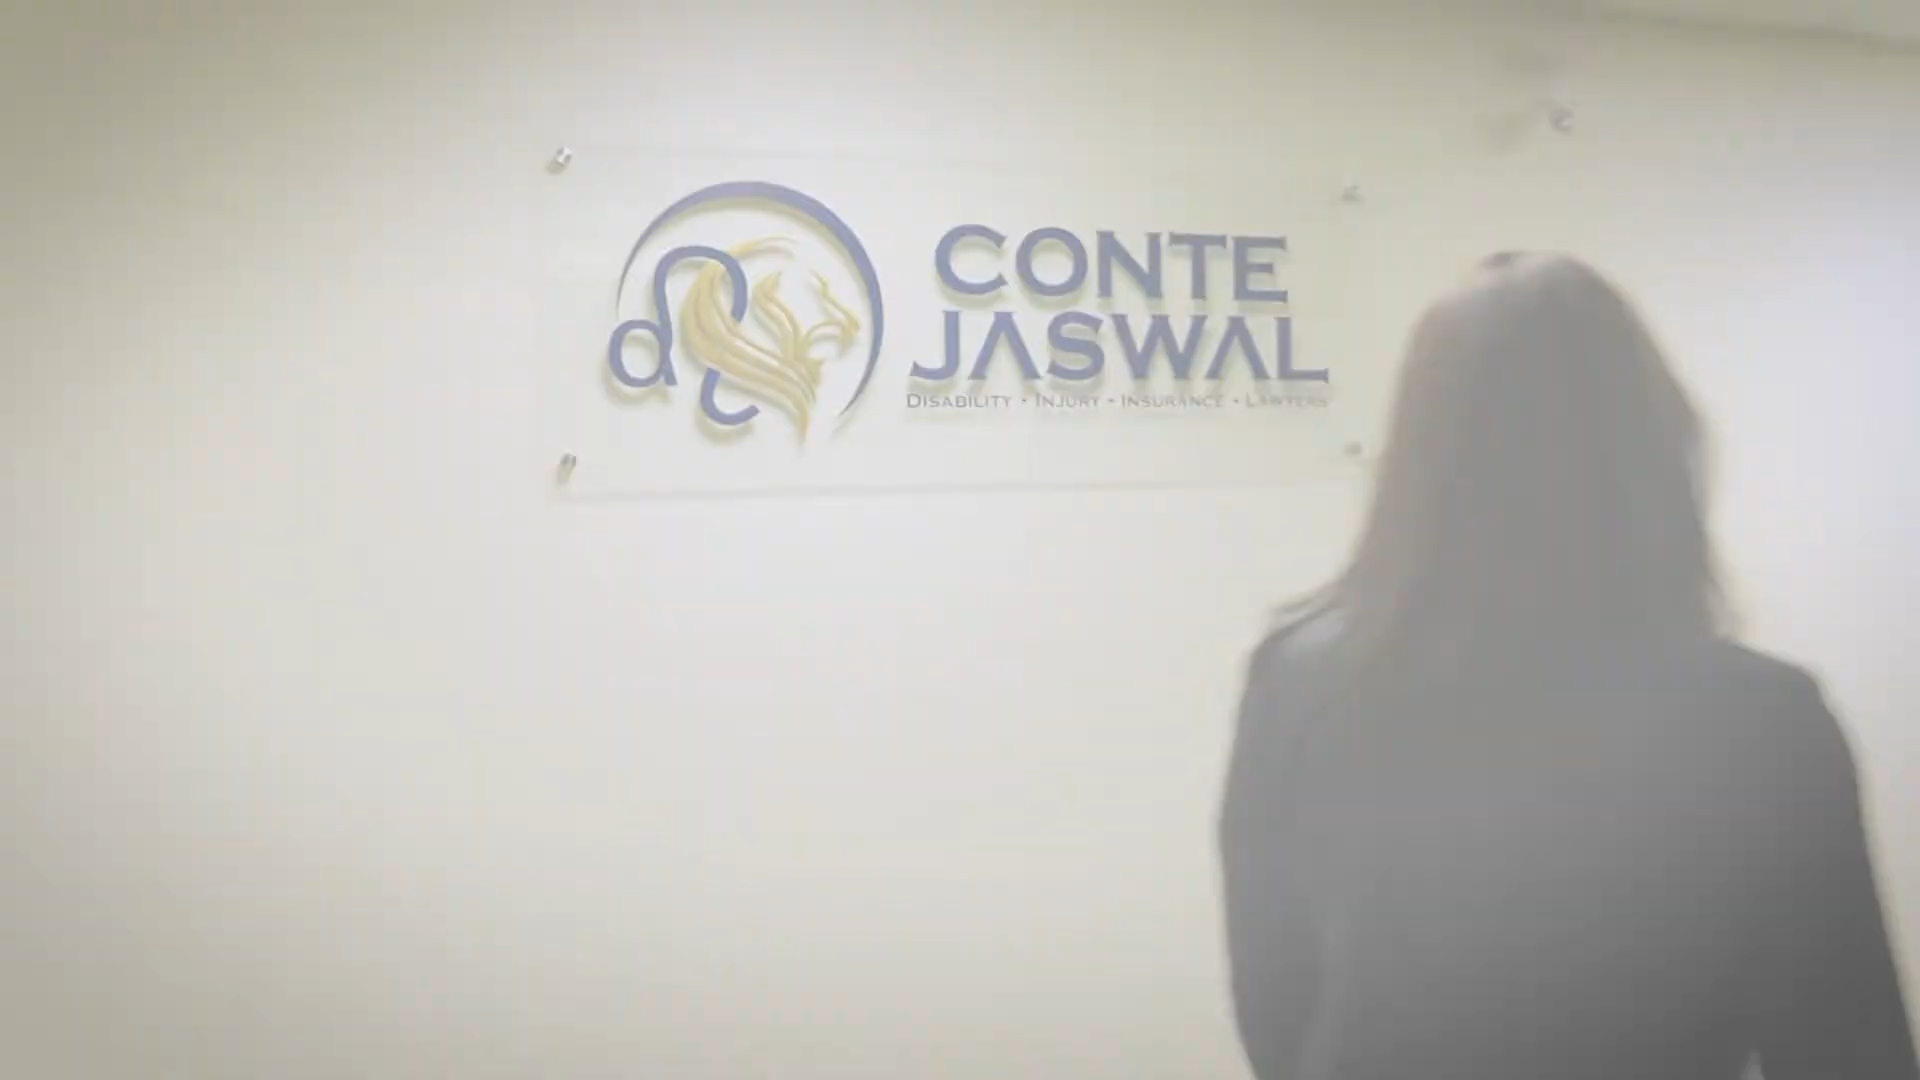 CONTE
JASWAL
DISABILITY • INJURY • INSURANCE • LAWYERS